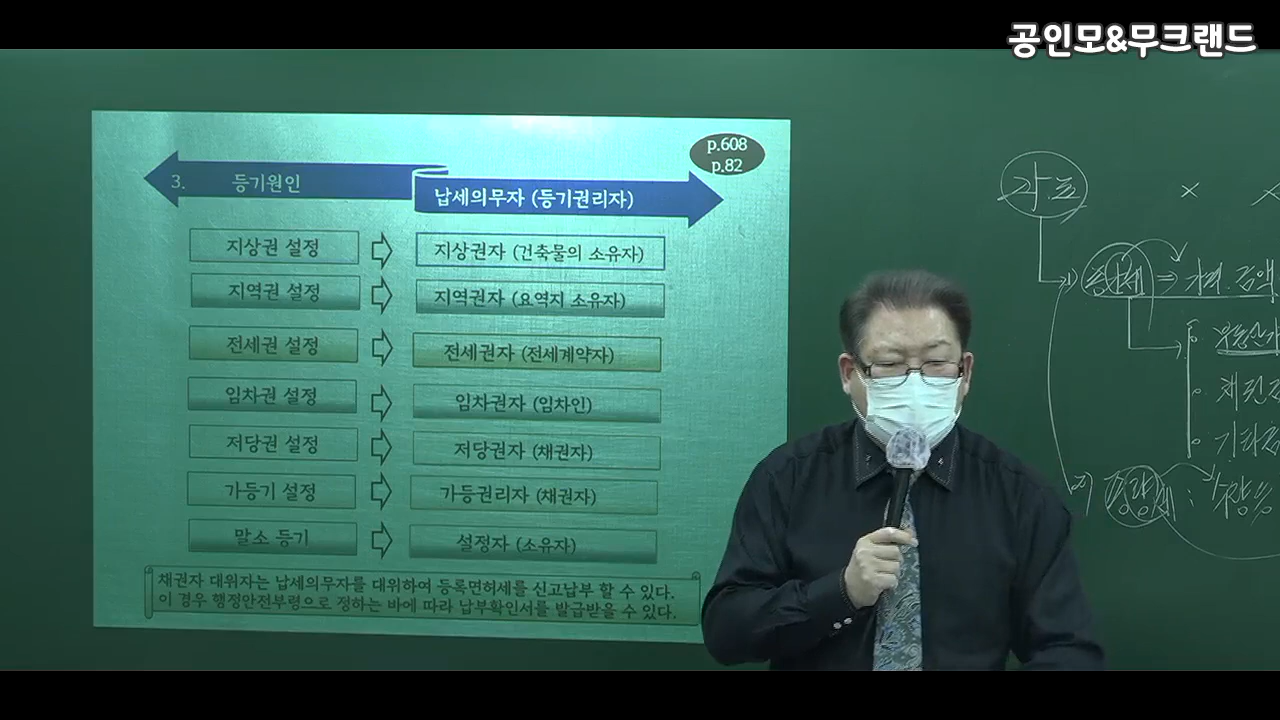 공인모&무크랜드
p.608
p.82
3. 등기원인
납세의무자 (등기권리자)
지상권 설정
지상권자 (건축물의 소유자)
지역권 설정
지역권자 (요역지 소유자)
전세권 설정
전세권자 (전세계약자)
임차권 설정
임차권자 (임차인)
저당권 설정
저당권자 (채권자)
가등기 설정
가등권리자 (채권자)
말소 등기
설정자 (소유자)
채권자 대위자는 납세의무자를 대위하여 등록면허세를 신고납부 할 수 있다.
이 경우 행정안전부령으로 정하는 바에 따라 납부확인서를 발급받을 수 있다.
과표 ×
1) 종가세 ⇒
2)